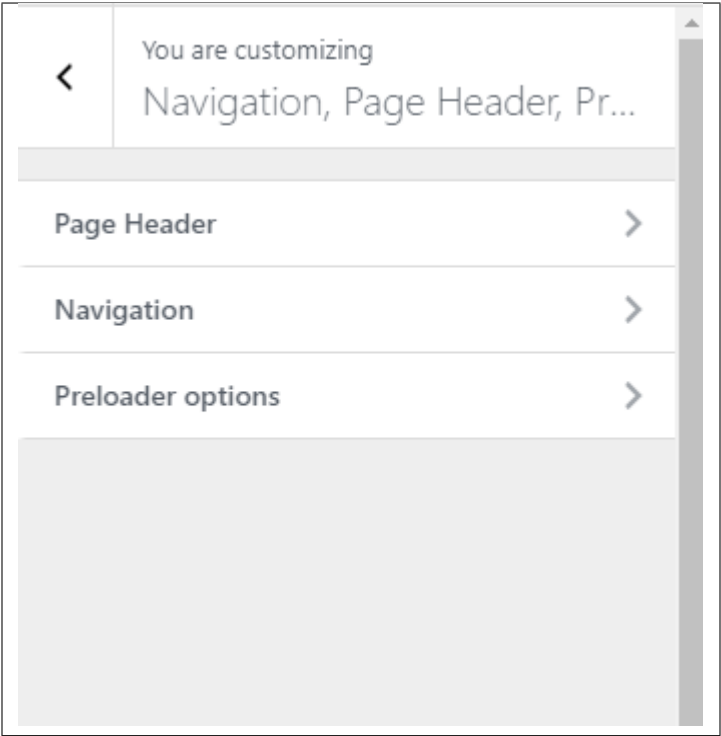 You are customizing
Navigation, Page Header, Pr...
Page Header
Navigation
Preloader options